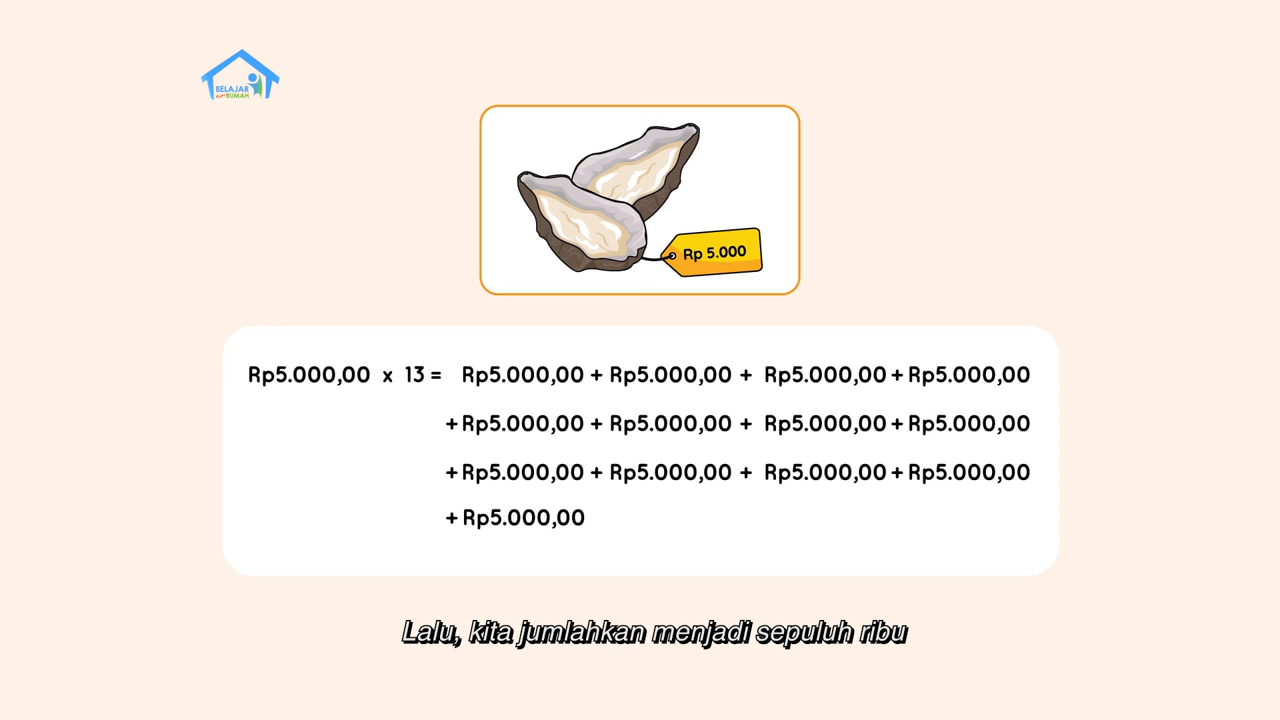 BELAJAR
dari RUMAH
Rp 5.000
Rp5.000,00 x 13 = Rp5.000,00 + Rp5.000,00 + Rp5.000,00 + Rp5.000,00
+ Rp5.000,00 + Rp5.000,00 + Rp5.000,00 + Rp5.000,00
+ Rp5.000,00 + Rp5.000,00 + Rp5.000,00 + Rp5.000,00
+ Rp5.000,00
Lalu, kita jumlahkan menjadi sepuluh ribu